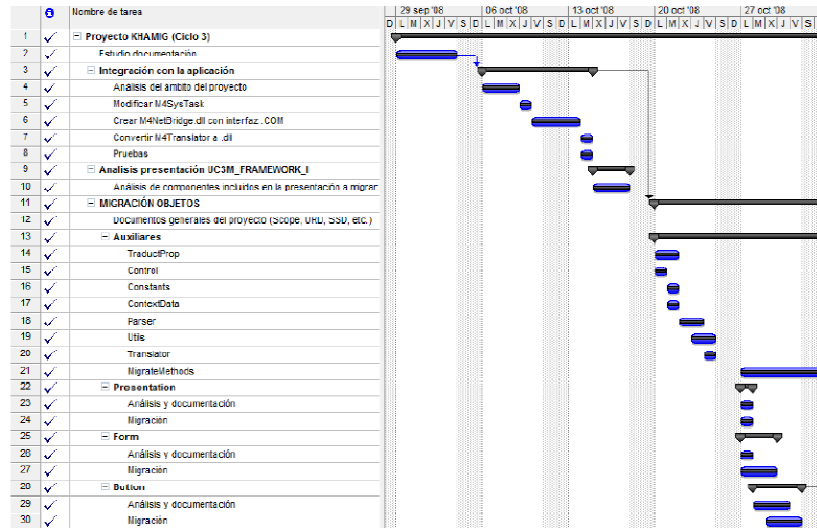 Nombre de tarea
29 sep '08 06 oct '08 13 oct '08 20 oct '08 27 oct '08
D L M X J V S D L M X J V S D L M X J V S D L M X J V S D L M X J V S
1 Proyecto KHAMIG (Ciclo 3)
2 Estudio documentación
3 Integración con la aplicación
4 Análisis del ámbito del proyecto
5 Modificar M4SysTask
6 Crear M4NetBridge.dll con interfaz .COM
7 Convertir M4Translator a .dll
8 Pruebas
9 Analisis presentación UC3M_FRAMEWORK_I
10 Análisis de componentes incluidos en la presentación a migrar
11 MIGRACIÓN OBJETOS
12 Documentos generales del proyecto (Scope, URD, SSD, etc.)
13 Auxiliares
14 TraductProp
15 Control
16 Constants
17 ContextData
18 Parser
19 Utils
20 Translator
21 MigrateMethods
22 Presentation
23 Análisis y documentación
24 Migración
25 Form
26 Análisis y documentación
27 Migración
28 Button
29 Análisis y documentación
30 Migración